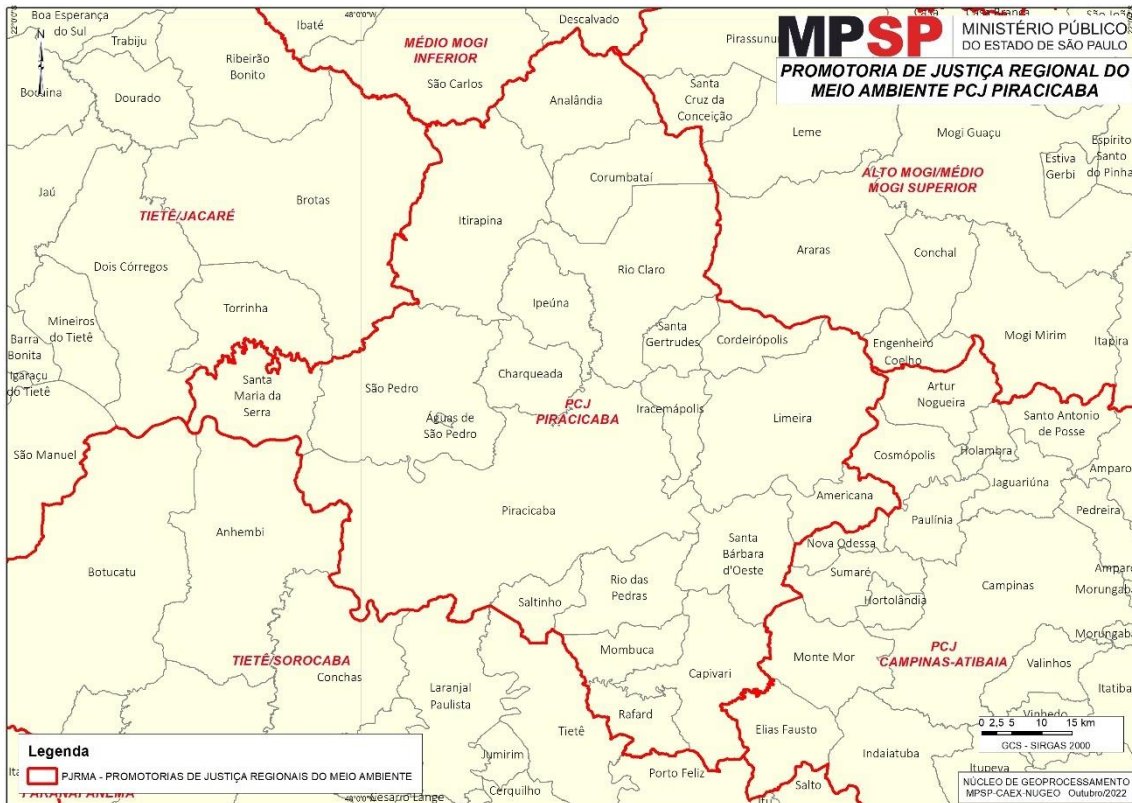 MPSP
MINISTÉRIO PÚBLICO
DO ESTADO DE SÃO PAULO
PROMOTORIA DE JUSTIÇA REGIONAL DO
MEIO AMBIENTE PCJ PIRACICABA
22°0'0"S
48°0'0"W
N
Boa Esperança
do Sul
Trabiju
Ibaté
Descalvado
Ribeirão
Bonito
MÉDIO MOGI
INFERIOR
São Carlos
Bocaina
Dourado
Analândia
Santa
Cruz da
Conceição
Leme
Mogi Guaçu
Estiva
Gerbi
ALTO MOGI/MÉDIO
MOGI SUPERIOR
Corumbataí
Jaú
Brotas
TIETÊ/JACARÉ
Itirapina
Araras
Conchal
Dois Córregos
Rio Claro
Torrinha
Ipeúna
Mineiros
do Tietê
Barra
Bonita
Igaraçu
do Tietê
Santa
Gertrudes
Cordeirópolis
Engenheiro
Coelho
Mogi Mirim
Itapira
Santa
Maria da
Serra
São Pedro
Charqueada
Artur
Nogueira
PCJ
PIRACICABA
Iracemápolis
Limeira
Águas de
São Pedro
Santo Antonio
de Posse
São Manuel
Cosmópolis
Holambra
Amparo
Jaguariúna
Americana
Piracicaba
Paulínia
Pedreira
Anhembi
Santa
Bárbara
d'Oeste
Nova Odessa
Botucatu
Sumaré
Campinas
Rio das
Pedras
Saltinho
Hortolândia
Mombuca
Monte Mor
PCJ
CAMPINAS-ATIBAIA
Valinhos
TIETÊ/SOROCABA
Conchas
Capivari
Laranjal
Paulista
Rafard
Vinhedo
Tietê
Elias Fausto
Indaiatuba
Jumirim
Porto Feliz
Cerquilho
Salto
Itupeva
0 2,5 5 10 15 km
GCS - SIRGAS 2000
Legenda
PJRMA - PROMOTORIAS DE JUSTIÇA REGIONAIS DO MEIO AMBIENTE
48°0'0"W
NÚCLEO DE GEOPROCESSAMENTO
MPSP-CAEX-NUGEO Outubro/2022